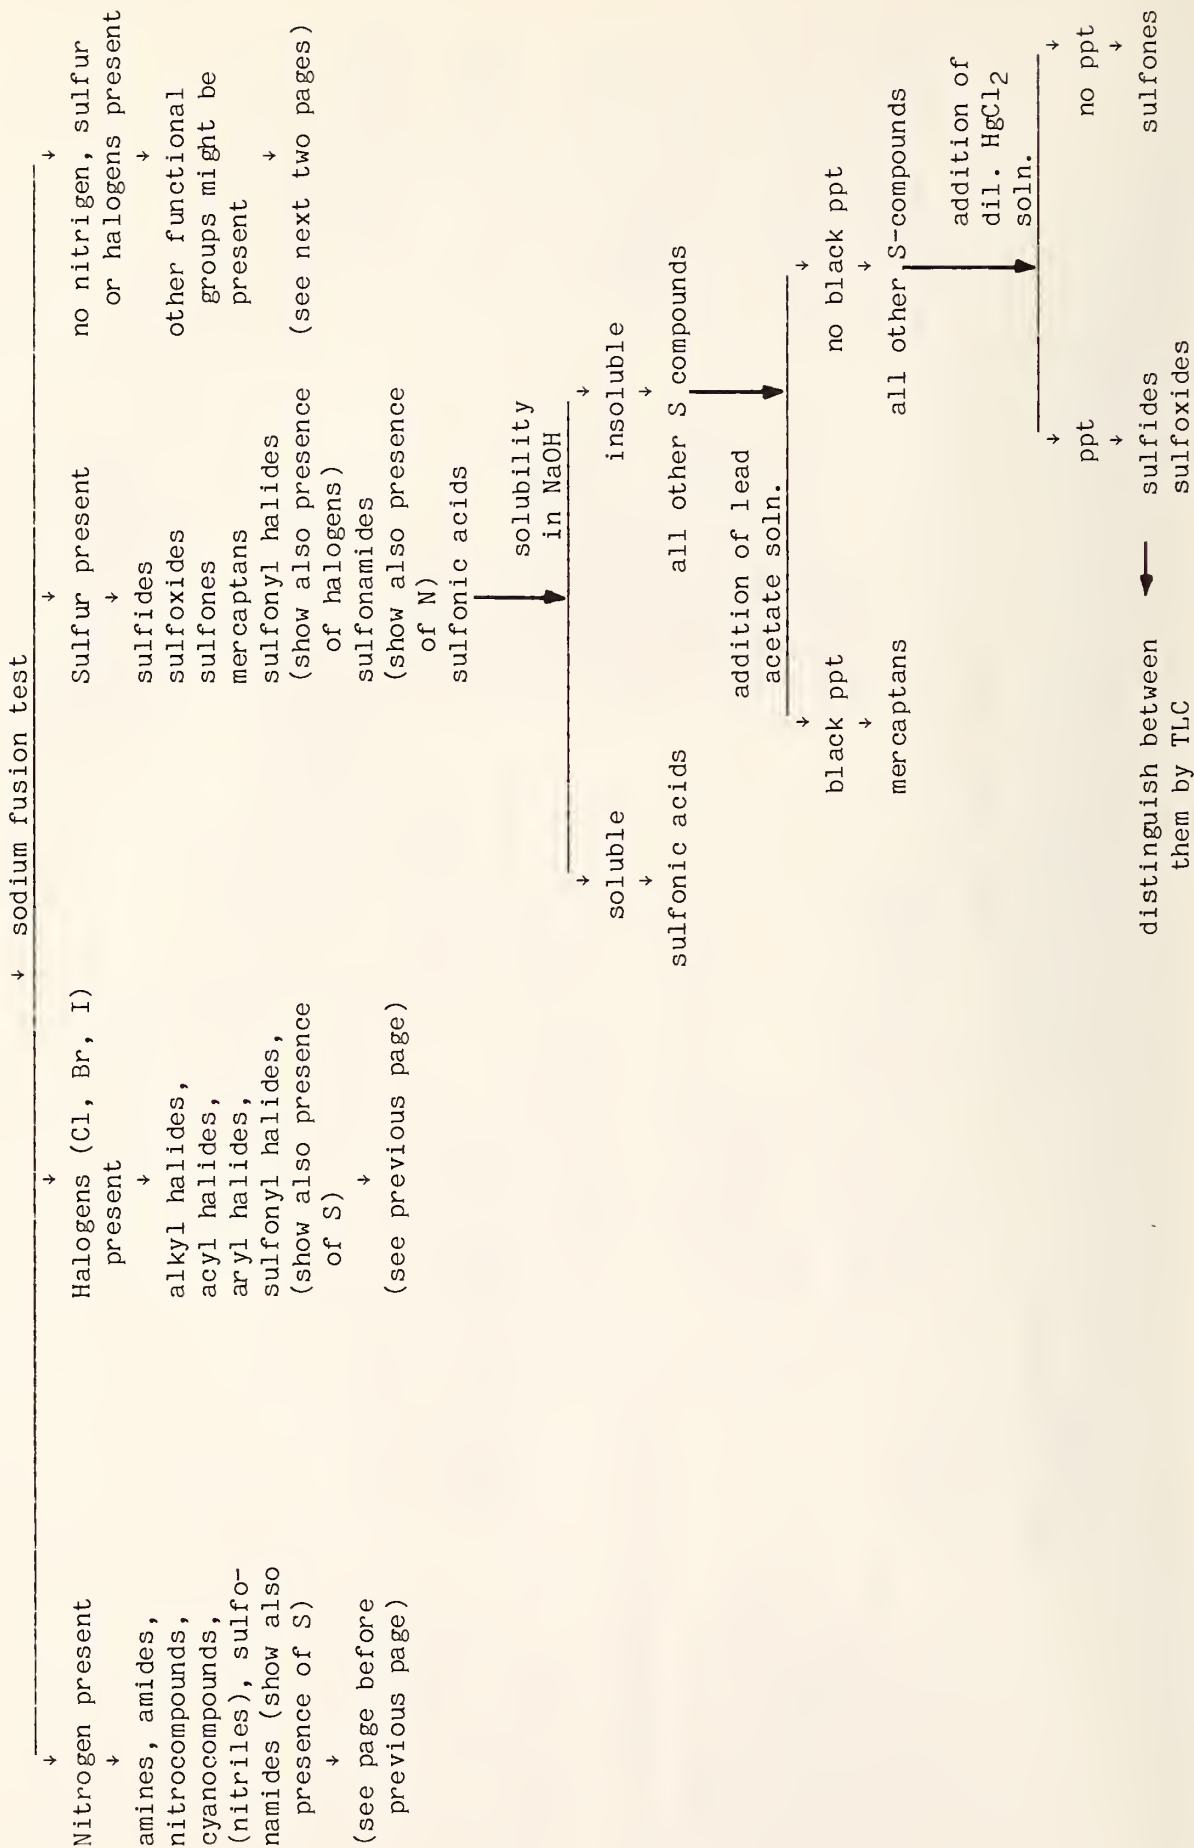 sodium fusion test
Nitrogen present
amines, amides,
nitrocompounds,
cyanocompounds,
(nitriles), sulfo-
namides (show also
presence of S)
(see page before
previous page)
Halogens (Cl, Br, I)
present
alkyl halides,
acyl halides,
aryl halides,
sulfonyl halides,
(show also presence
of S)
(see previous page)
Sulfur present
sulfides
sulfoxides
sulfones
mercaptans
sulfonyl halides
(show also presence
of halogens)
sulfonamides
(show also presence
of N)
sulfonic acids
no nitrigen, sulfur
or halogens present
other functional
groups might be
present
(see next two pages)
solubility
in NaOH
soluble
sulfonic acids
insoluble
all other S compounds
addition of lead
acetate soln.
black ppt
mercaptans
no black ppt
all other S-compounds
addition of
dil. HgCl2
soln.
ppt
sulfides
sulfoxides
distinguish between
them by TLC
no ppt
sulfones